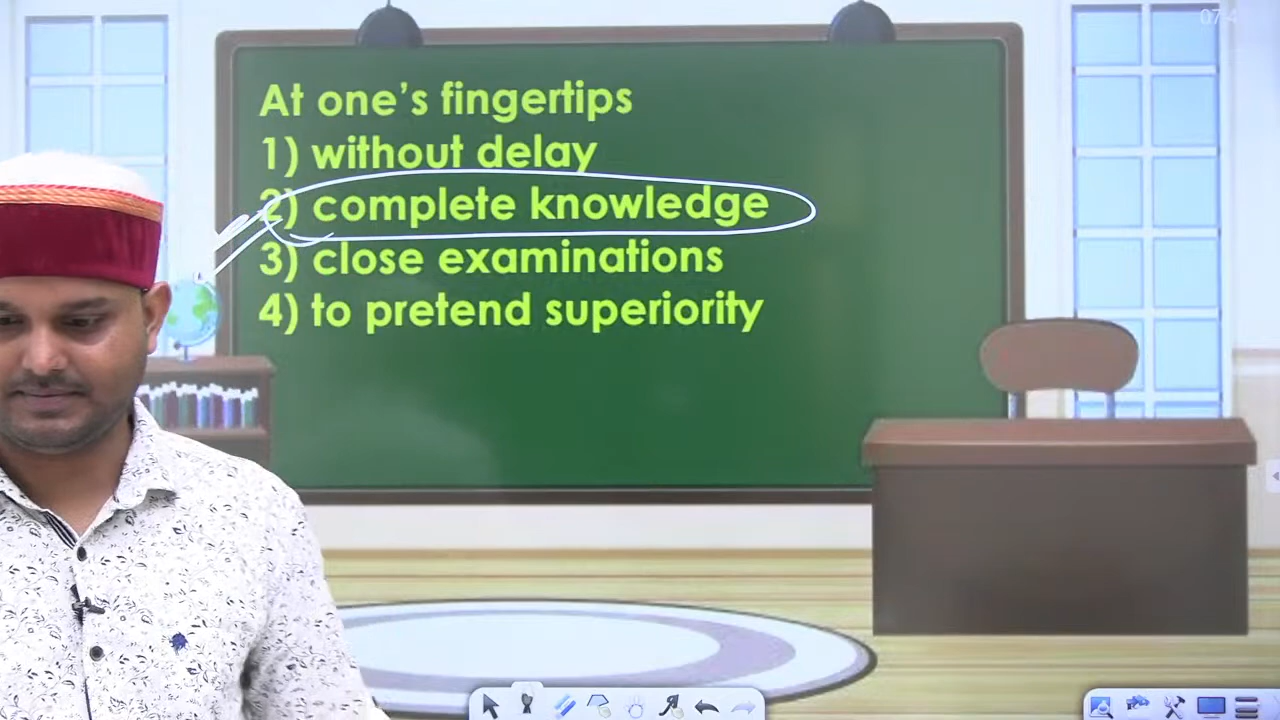 At one's fingertips
1) without delay
2) complete knowledge
3) close examinations
4) to pretend superiority